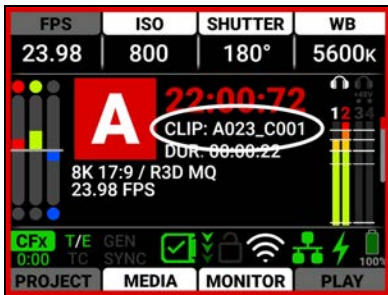 FPS ISO SHUTTER WB
23.98 800 180° 5600K
22:00:72
A
CLIP: A023_C001
DUR: 00:00:22
8K 17:9 / R3D MQ
23.98 FPS
+48V
1 2 3 4
CFX T/E GEN
0:00 TC SYNC
100%
PROJECT MEDIA MONITOR PLAY